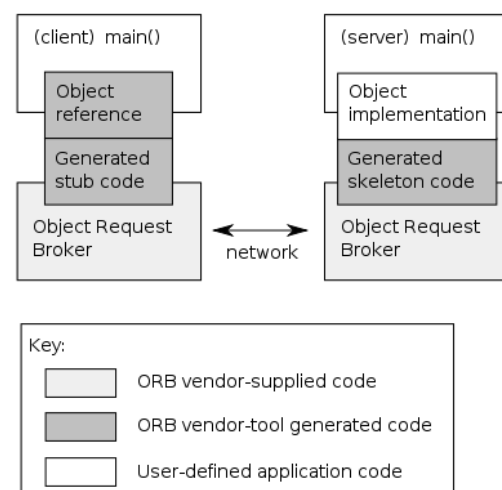 (client) main()
Object
reference
Generated
stub code
Object Request
Broker
network
(server) main()
Object
implementation
Generated
skeleton code
Object Request
Broker
Key:
ORB vendor-supplied code
ORB vendor-tool generated code
User-defined application code